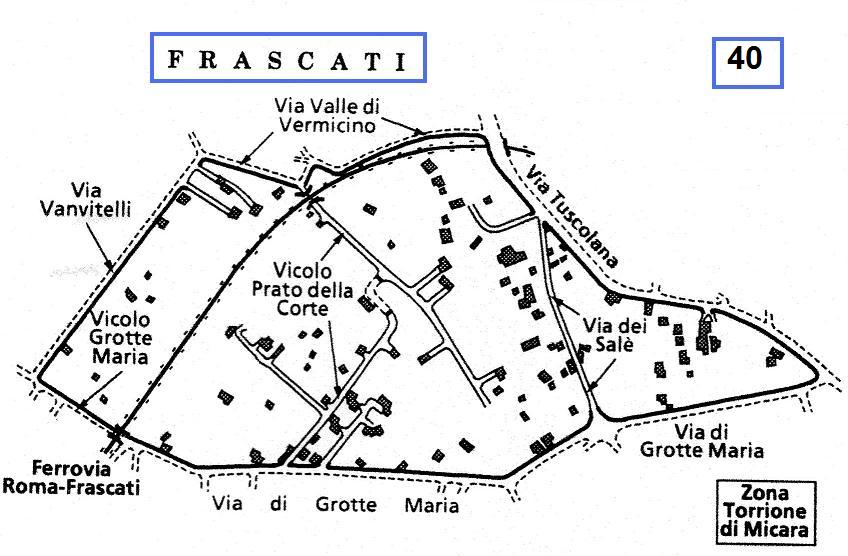 FRASCATI
40
Via Valle di
Vermicino
Via
Vanvitelli
Via Tuscolana
Vicolo
Prato della
Corte
Vicolo
Grotte
Maria
Via dei
Salè
Via di
Grotte Maria
Ferrovia
Roma-Frascati
Via di Grotte Maria
Zona
Torrione
di Micara